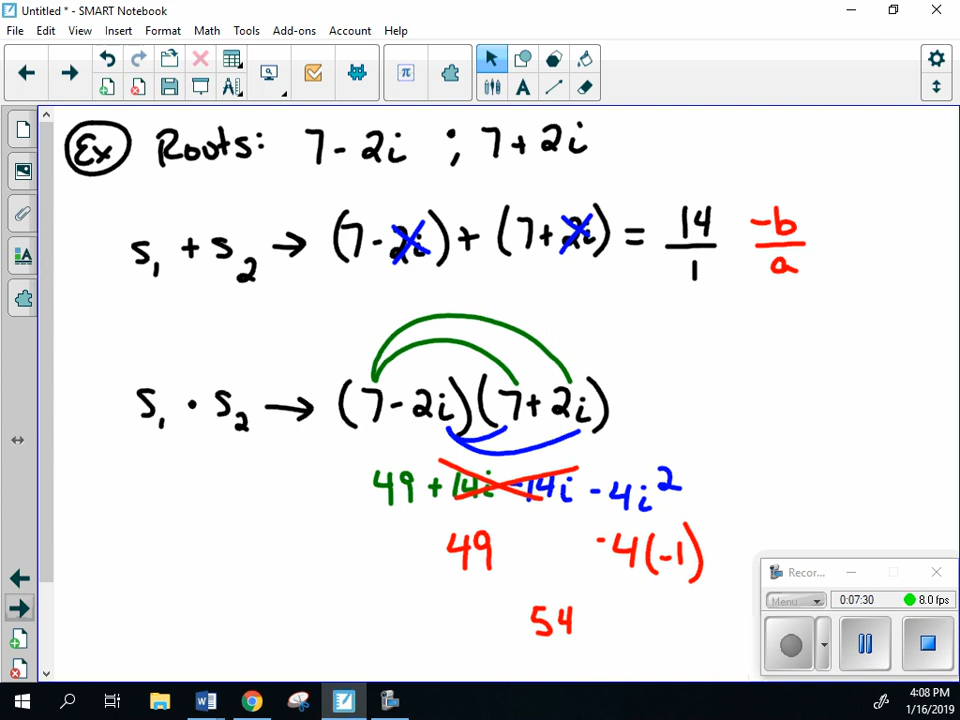 Untitled * - SMART Notebook
File Edit View Insert Format Math Tools Add-ons Account Help
Ex Roots: 7-2i ; 7+2i
s₁ + s₂ → (7-2i)+(7+2i) = 14/1 -b/a
s₁ · s₂ → (7-2i)(7+2i)
49 +14i -14i -4i²
49 -4(-1)
54
Recor...
Menu 0:07:30 8.0 fps
4:08 PM
1/16/2019